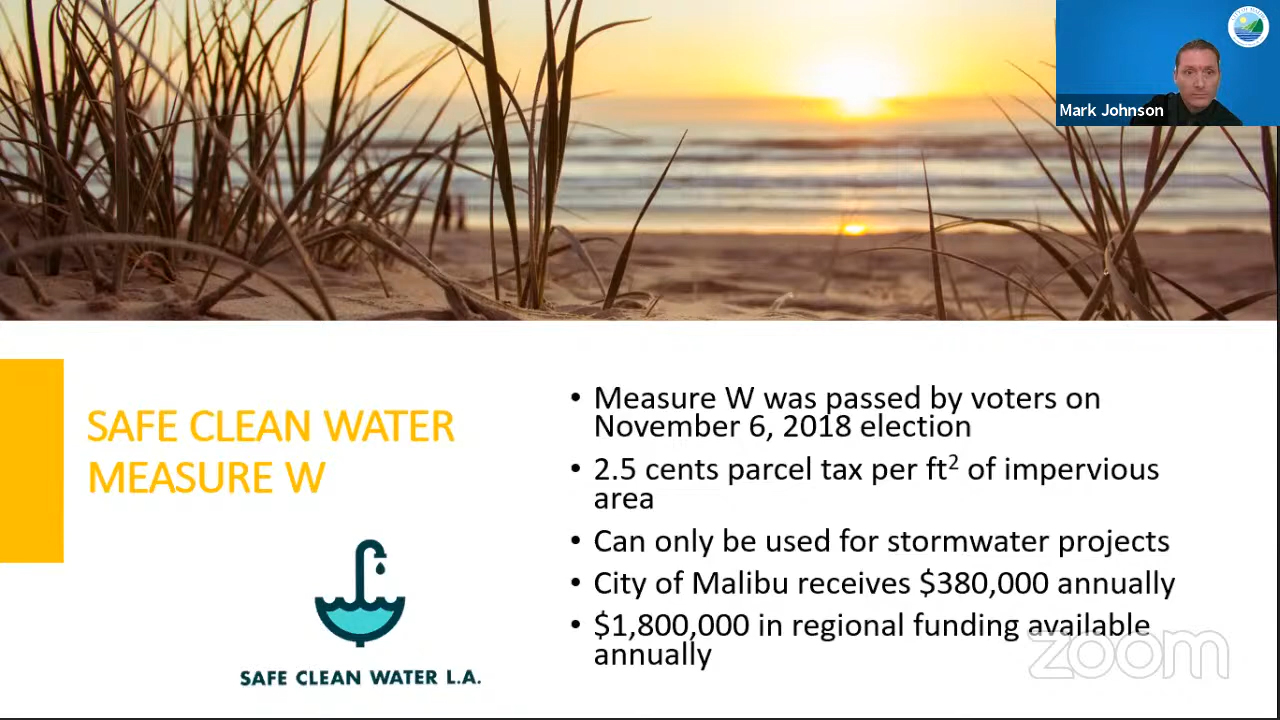 Mark Johnson
SAFE CLEAN WATER
MEASURE W
SAFE CLEAN WATER L.A.
• Measure W was passed by voters on
November 6, 2018 election
• 2.5 cents parcel tax per ft² of impervious
area
• Can only be used for stormwater projects
• City of Malibu receives $380,000 annually
• $1,800,000 in regional funding available
annually
zoom